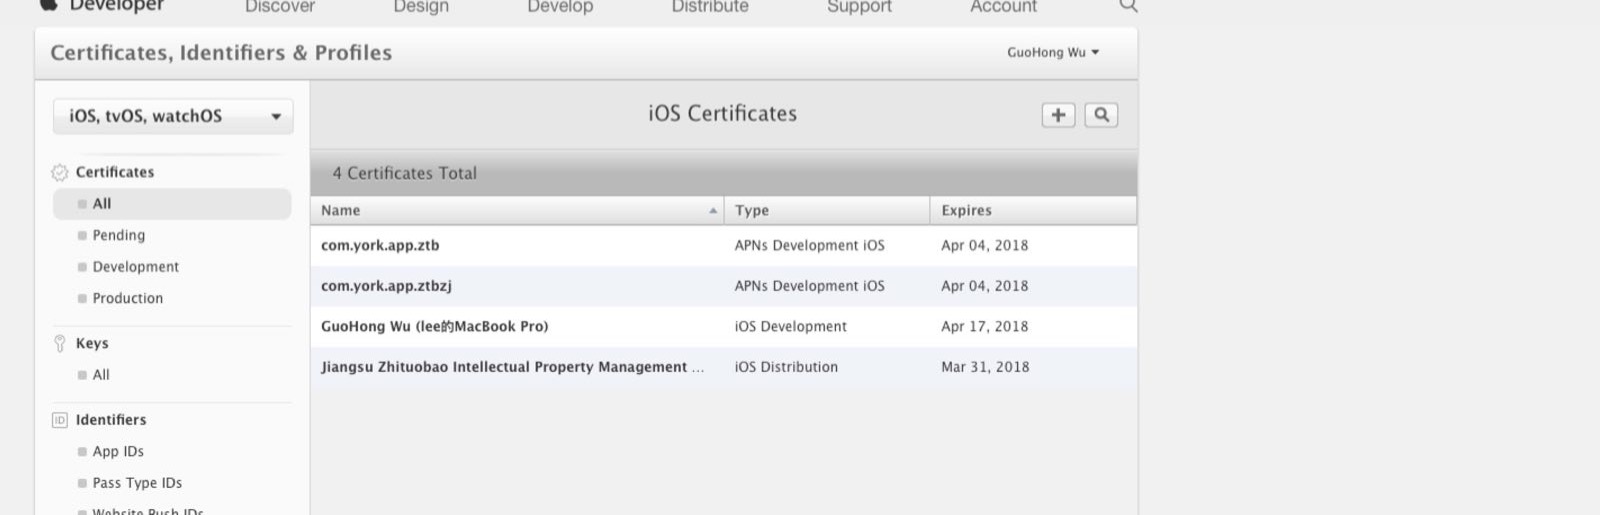 Developer Discover Design Develop Distribute Support Account
Certificates, Identifiers & Profiles
GuoHong Wu
iOS, tvOS, watchOS
iOS Certificates
Certificates
All
Pending
Development
Production
Keys
All
Identifiers
App IDs
Pass Type IDs
Website Push IDs
4 Certificates Total
Name Type Expires
com.york.app.ztb APNs Development iOS Apr 04, 2018
com.york.app.ztbzj APNs Development iOS Apr 04, 2018
GuoHong Wu (lee的MacBook Pro) iOS Development Apr 17, 2018
Jiangsu Zhituobao Intellectual Property Management ... iOS Distribution Mar 31, 2018